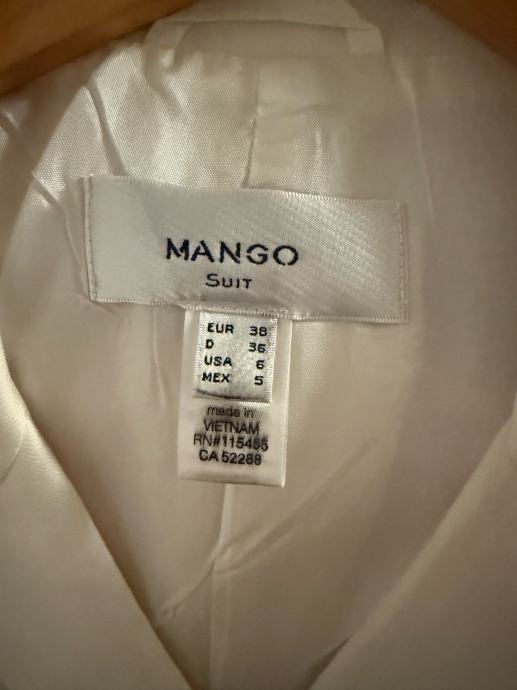 MANGO
SUIT
EUR 38
D 36
USA 6
MEX 5
made in
VIETNAM
RN#115455
CA 52288